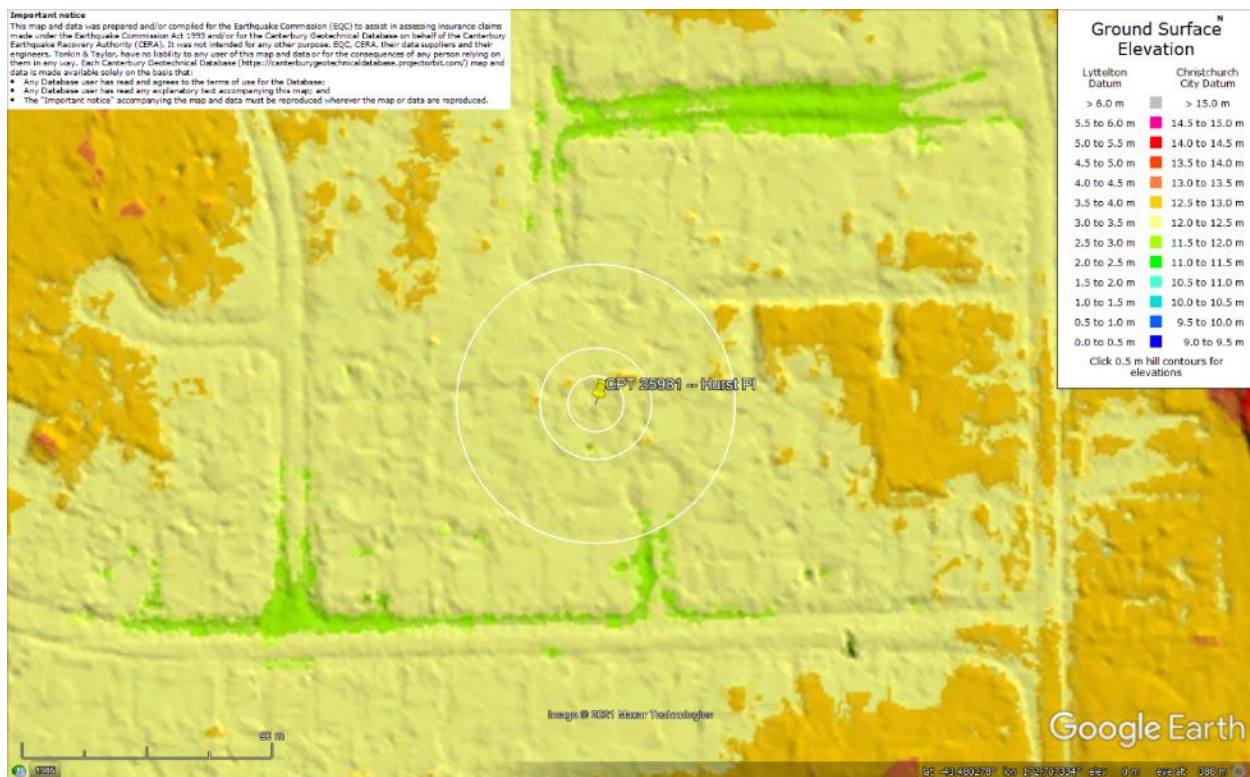 Important notice
This map and data was prepared and/or compiled for the Earthquake Commission (EQC) to assist in assessing insurance claims
made under the Earthquake Commission Act 1993 and/or for the Canterbury Geotechnical Database on behalf of the Canterbury
Earthquake Recovery Authority (CERA). It was not intended for any other purpose. EQC, CERA, their data suppliers and their
engineers, Tonkin & Taylor, have no liability to any user of this map and data or for the consequences of any person relying on
them in any way. Each Canterbury Geotechnical Database (https://canterburygeotechnicaldatabase.projectorbit.com/) map and
data is made available solely on the basis that:
• Any Database user has read and agrees to the terms of use for the Database;
• Any Database user has read any explanatory text accompanying this map; and
• The "Important notice" accompanying the map and data must be reproduced wherever the map or data are reproduced.
N
Ground Surface
Elevation
Lyttelton Christchurch
Datum City Datum
> 6.0 m > 15.0 m
5.5 to 6.0 m 14.5 to 15.0 m
5.0 to 5.5 m 14.0 to 14.5 m
4.5 to 5.0 m 13.5 to 14.0 m
4.0 to 4.5 m 13.0 to 13.5 m
3.5 to 4.0 m 12.5 to 13.0 m
3.0 to 3.5 m 12.0 to 12.5 m
2.5 to 3.0 m 11.5 to 12.0 m
2.0 to 2.5 m 11.0 to 11.5 m
1.5 to 2.0 m 10.5 to 11.0 m
1.0 to 1.5 m 10.0 to 10.5 m
0.5 to 1.0 m 9.5 to 10.0 m
0.0 to 0.5 m 9.0 to 9.5 m
Click 0.5 m hill contours for
elevations
CPT 25981 -- Hurst Pl
Image © 2021 Maxar Technologies
Google Earth
m
1985
lat lon elev 0 m eye alt 388 m